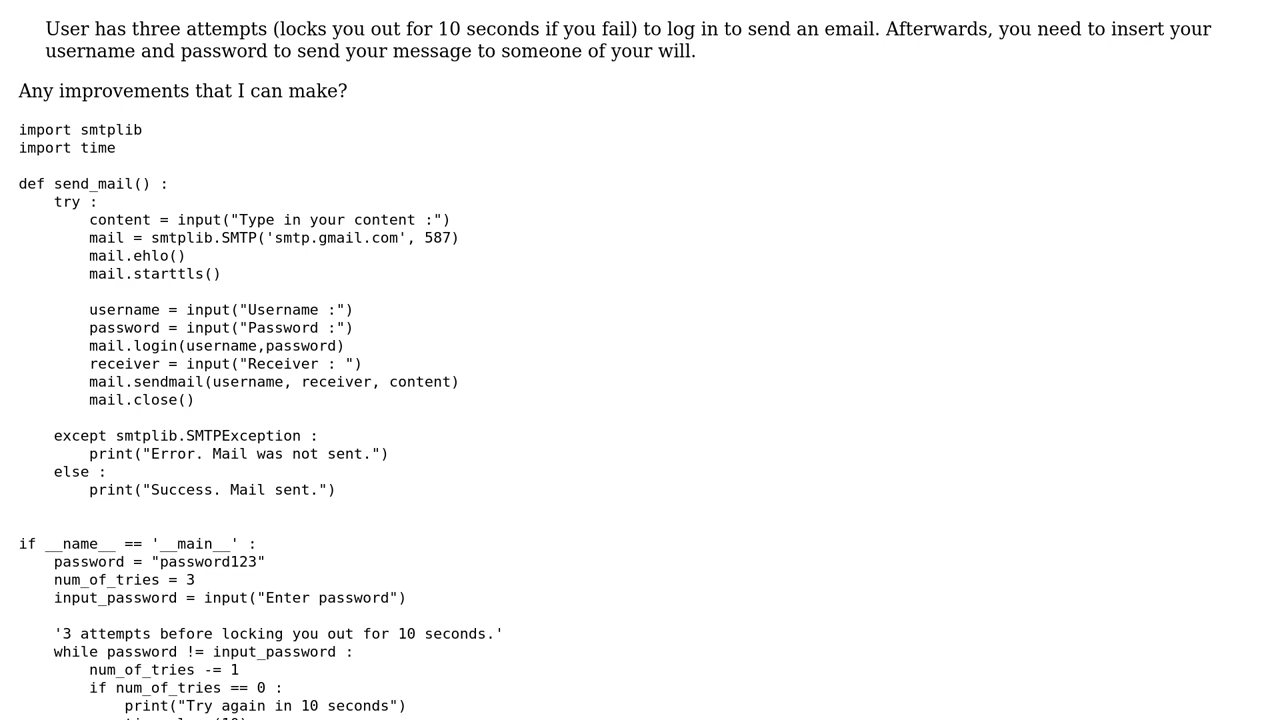 User has three attempts (locks you out for 10 seconds if you fail) to log in to send an email. Afterwards, you need to insert your
username and password to send your message to someone of your will.
Any improvements that I can make?
import smtplib
import time
def send_mail() :
    try :
        content = input("Type in your content :")
        mail = smtplib.SMTP('smtp.gmail.com', 587)
        mail.ehlo()
        mail.starttls()
        username = input("Username :")
        password = input("Password :")
        mail.login(username,password)
        receiver = input("Receiver : ")
        mail.sendmail(username, receiver, content)
        mail.close()
    except smtplib.SMTPException :
        print("Error. Mail was not sent.")
    else :
        print("Success. Mail sent.")
if __name__ == '__main__' :
    password = "password123"
    num_of_tries = 3
    input_password = input("Enter password")
    '3 attempts before locking you out for 10 seconds.'
    while password != input_password :
        num_of_tries -= 1
        if num_of_tries == 0 :
            print("Try again in 10 seconds")